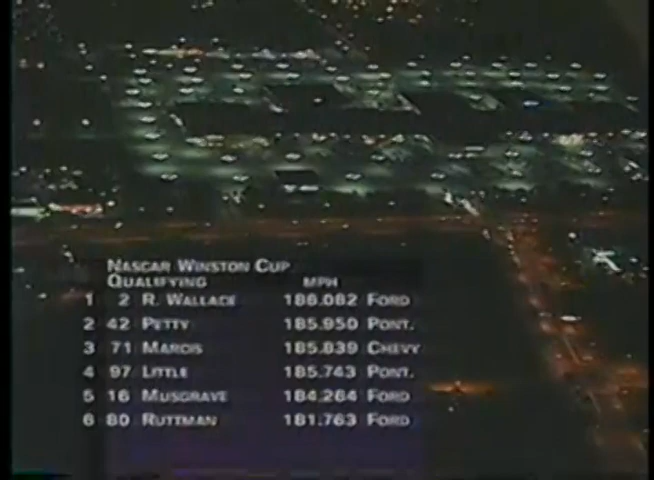 NASCAR WINSTON CUP
QUALIFYING MPH
1 2 R. WALLACE 186.082 FORD
2 42 PETTY 185.950 PONT.
3 71 MARCIS 185.839 CHEVY
4 97 LITTLE 185.743 PONT.
5 16 MUSGRAVE 184.264 FORD
6 80 RUTTMAN 181.763 FORD